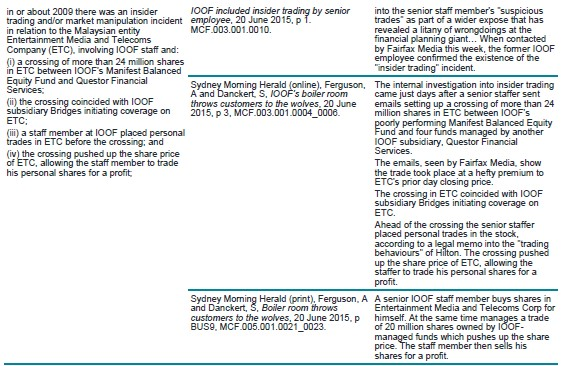 in or about 2009 there was an insider
trading and/or market manipulation incident
in relation to the Malaysian entity
Entertainment Media and Telecoms
Company (ETC), involving IOOF staff and:
(i) a crossing of more than 24 million shares
in ETC between IOOF's Manifest Balanced
Equity Fund and Questor Financial
Services;
(ii) the crossing coincided with IOOF
subsidiary Bridges initiating coverage on
ETC;
(iii) a staff member at IOOF placed personal
trades in ETC before the crossing; and
(iv) the crossing pushed up the share price
of ETC, allowing the staff member to trade
his personal shares for a profit;
IOOF included insider trading by senior
employee, 20 June 2015, p 1.
MCF.003.001.0010.
into the senior staff member's "suspicious
trades" as part of a wider expose that has
revealed a litany of wrongdoings at the
financial planning giant… When contacted
by Fairfax Media this week, the former IOOF
employee confirmed the existence of the
"insider trading" incident.
Sydney Morning Herald (online), Ferguson,
A and Danckert, S, IOOF's boiler room
throws customers to the wolves, 20 June
2015, p 3, MCF.003.001.0004_0006.
The internal investigation into insider trading
came just after a senior staffer sent
emails setting up a crossing of more than 24
million shares in ETC between IOOF's
poorly performing Manifest Balanced Equity
Fund and four funds managed by another
IOOF subsidiary, Questor Financial
Services.
The emails, seen by Fairfax Media, show
the trade took place at a hefty premium to
ETC's prior day closing price.
The crossing in ETC coincided with IOOF
subsidiary Bridges initiating coverage on
ETC.
Ahead of the crossing the senior staffer
placed personal trades in the stock,
according to a legal memo into the "trading
behaviours" of Hilton. The crossing pushed
up the share price of ETC, allowing the
staffer to trade his personal shares for a
profit.
Sydney Morning Herald (print), Ferguson, A
and Danckert, S, Boiler room throws
customers to the wolves, 20 June 2015, p
BUS9, MCF.005.001.0021_0023.
A senior IOOF staff member buys shares in
Entertainment Media and Telecoms Corp for
himself. At the same time manages a trade
of 20 million shares owned by IOOF-
managed funds which pushes up the share
price. The staff member then sells his
shares for a profit.